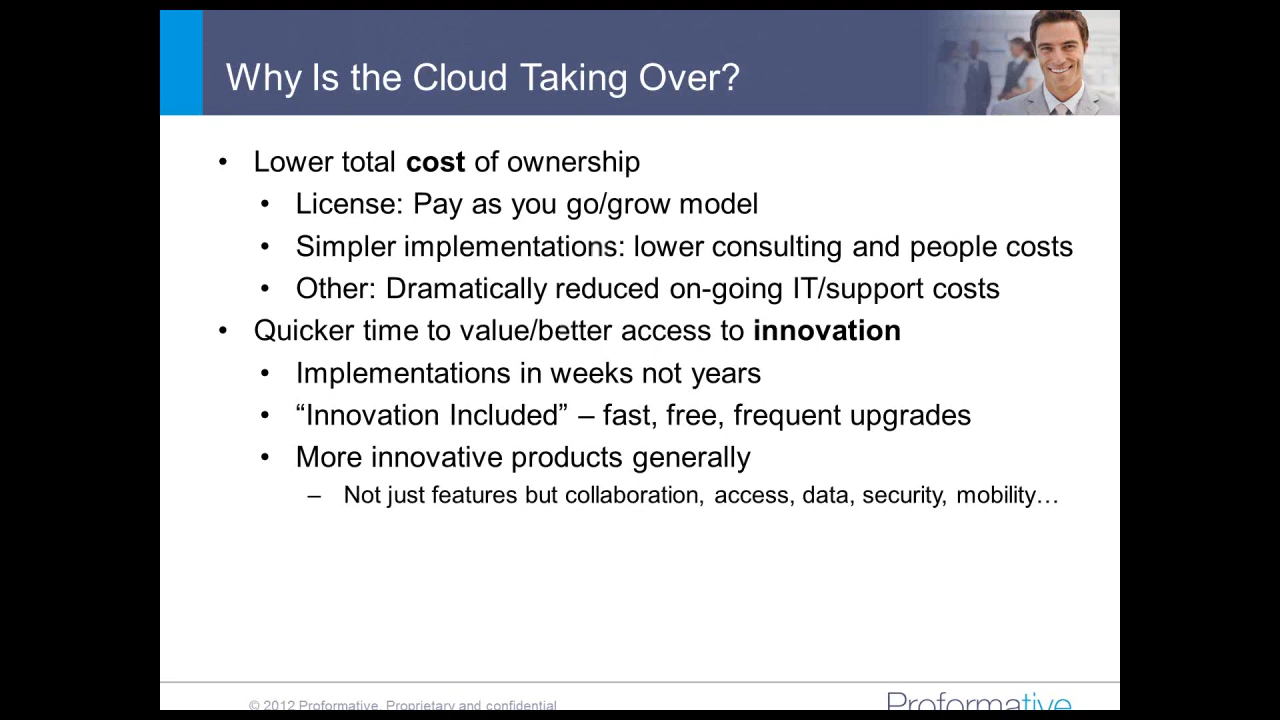 Why Is the Cloud Taking Over?
• Lower total cost of ownership
• License: Pay as you go/grow model
• Simpler implementations: lower consulting and people costs
• Other: Dramatically reduced on-going IT/support costs
• Quicker time to value/better access to innovation
• Implementations in weeks not years
• “Innovation Included” – fast, free, frequent upgrades
• More innovative products generally
– Not just features but collaboration, access, data, security, mobility…
© 2012 Proformative. Proprietary and confidential
Proformative